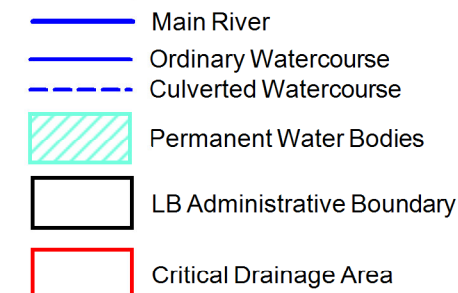 Main River
Ordinary Watercourse
Culverted Watercourse
Permanent Water Bodies
LB Administrative Boundary
Critical Drainage Area